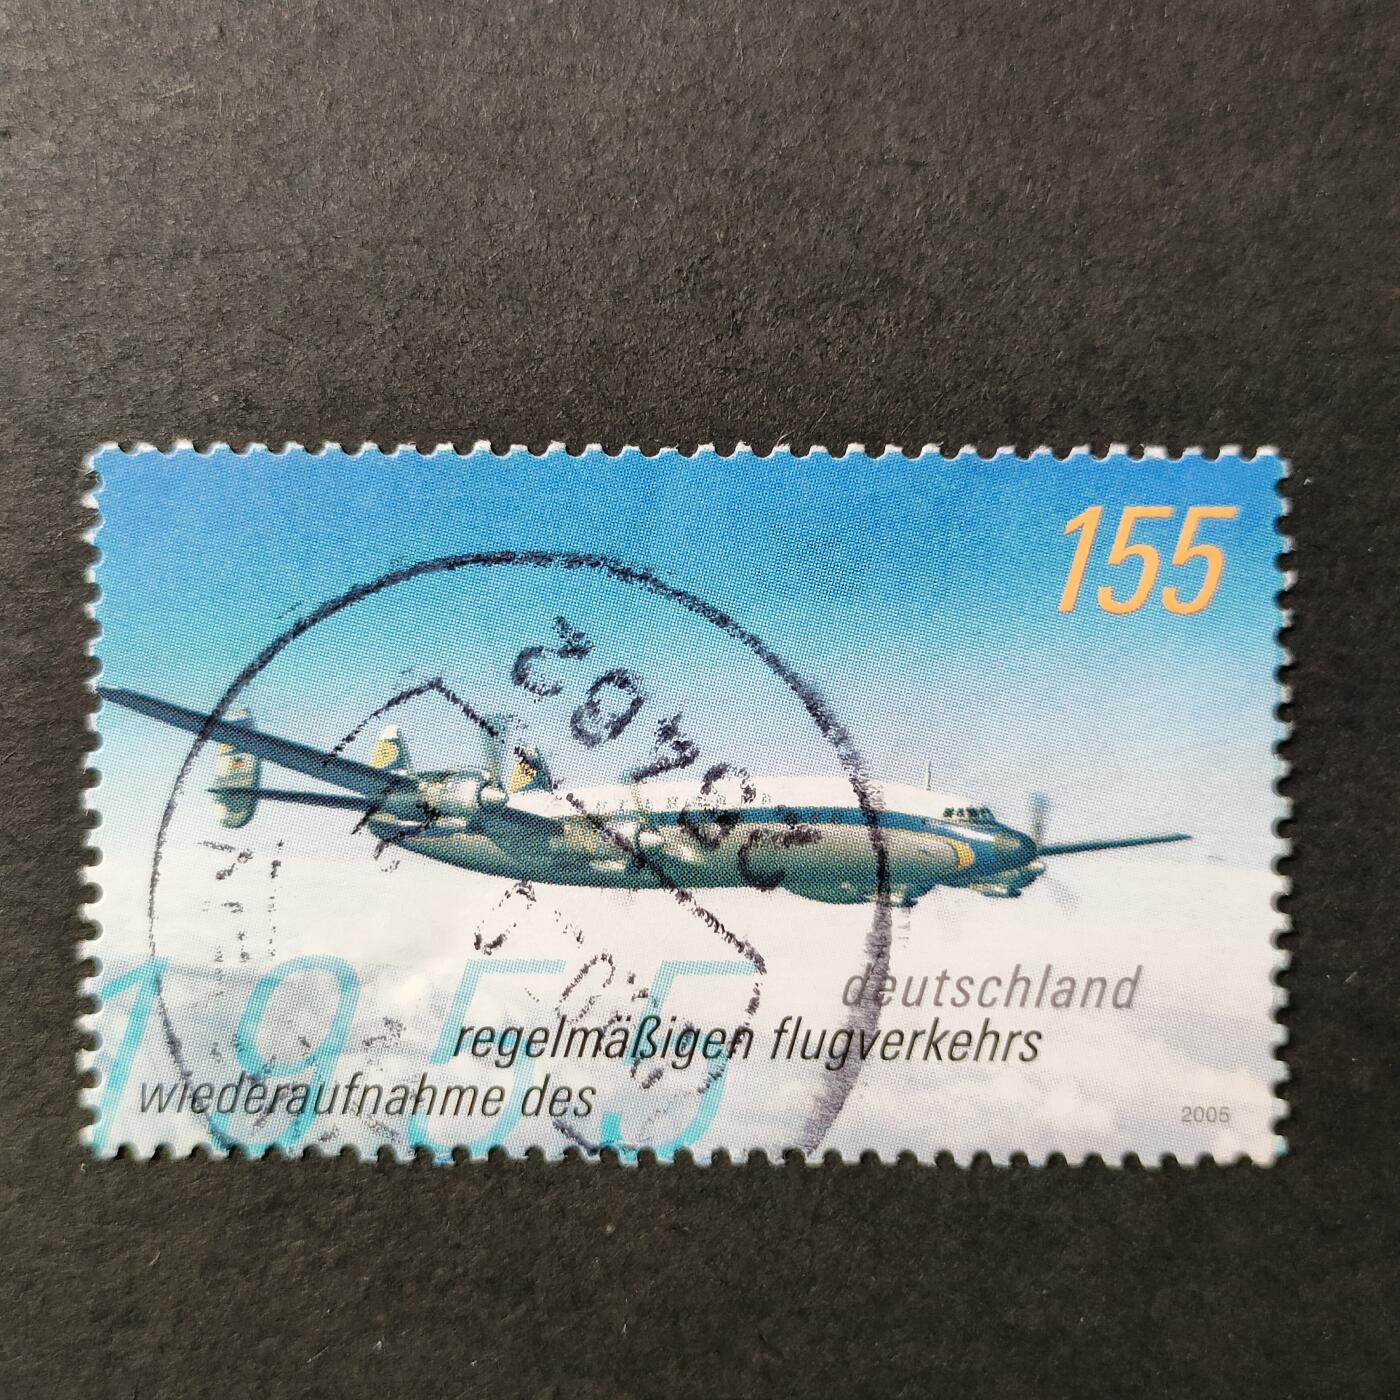 155
1955
deutschland
regelmäßigen flugverkehrs
wiederaufnahme des
2005